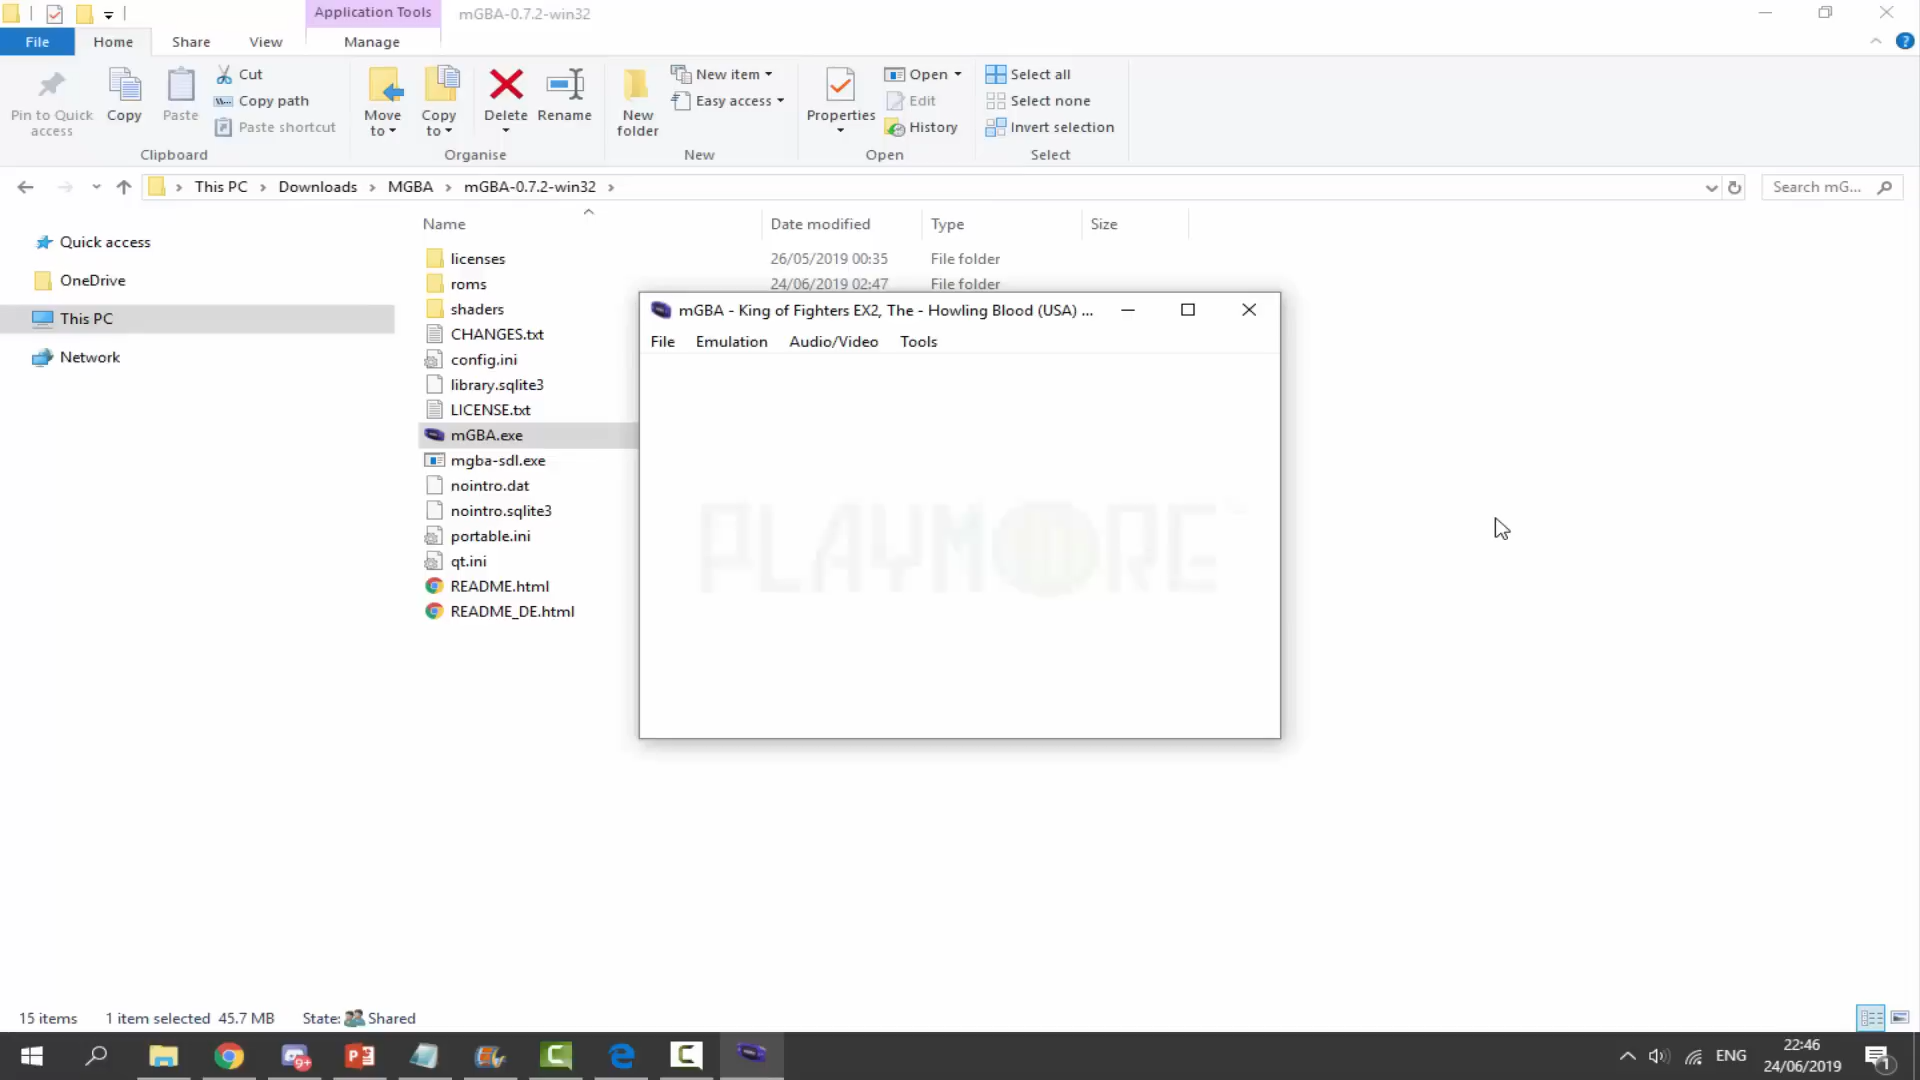 Application Tools
mGBA-0.7.2-win32
File
Home
Share
View
Manage
Pin to Quick access
Copy
Paste
Cut
Copy path
Paste shortcut
Clipboard
Move to
Copy to
Delete
Rename
Organise
New folder
New item
Easy access
New
Properties
Open
Edit
History
Open
Select all
Select none
Invert selection
Select
This PC
Downloads
MGBA
mGBA-0.7.2-win32
Search mG...
Name
Date modified
Type
Size
Quick access
OneDrive
This PC
Network
licenses
26/05/2019 00:35
File folder
roms
24/06/2019 02:47
File folder
shaders
CHANGES.txt
config.ini
library.sqlite3
LICENSE.txt
mGBA.exe
mgba-sdl.exe
nointro.dat
nointro.sqlite3
portable.ini
qt.ini
README.html
README_DE.html
mGBA - King of Fighters EX2, The - Howling Blood (USA) ...
File
Emulation
Audio/Video
Tools
PLAYMORE
15 items
1 item selected
45.7 MB
State:
Shared
9+
ENG
22:46
24/06/2019
1